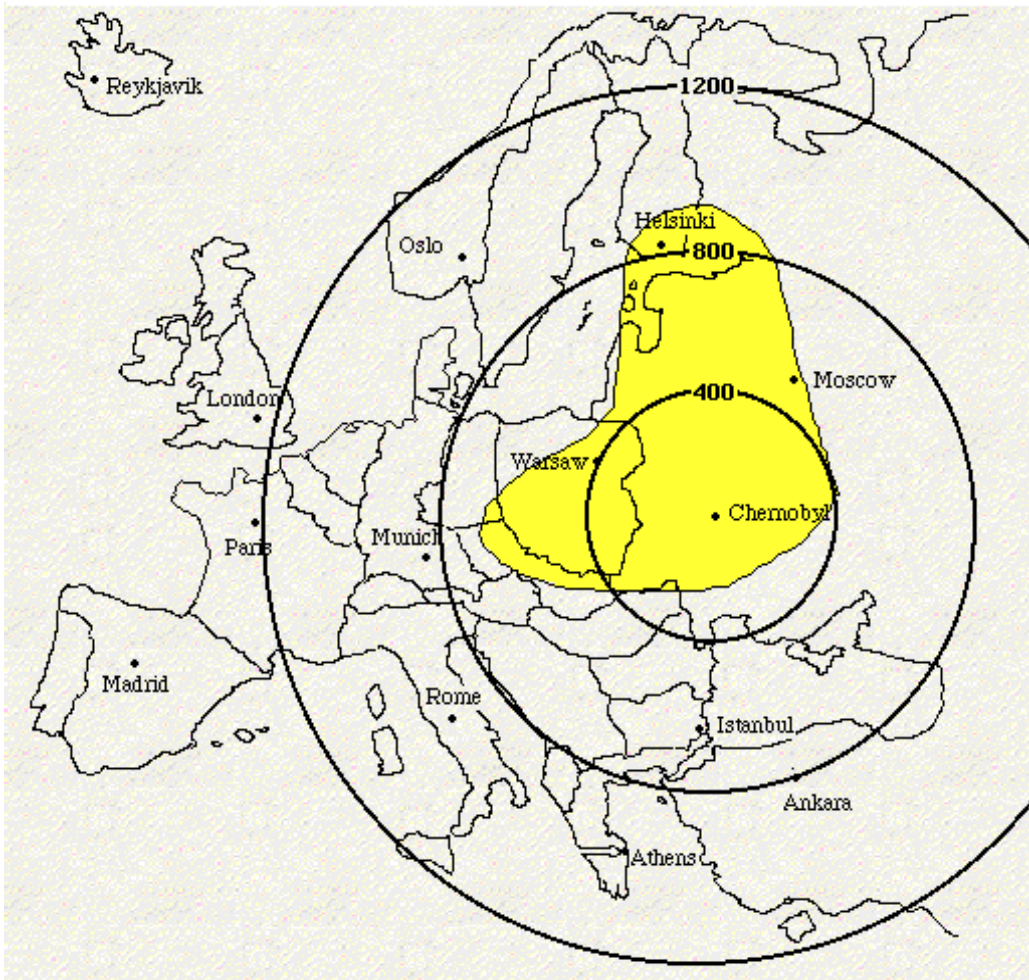 1200
Reykjavik
Helsinki
Oslo
800
Moscow
400
London
Warsaw
Chernobyl
Munich
Paris
Madrid
Rome
Istanbul
Ankara
Athens